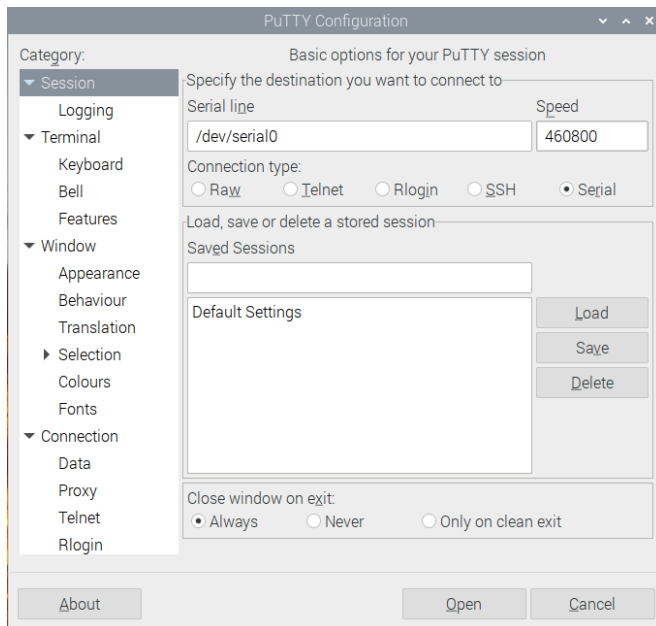 PuTTY Configuration
Category:
Session
Logging
Terminal
Keyboard
Bell
Features
Window
Appearance
Behaviour
Translation
Selection
Colours
Fonts
Connection
Data
Proxy
Telnet
Rlogin
Basic options for your PuTTY session
Specify the destination you want to connect to
Serial line Speed
/dev/serial0 460800
Connection type:
Raw Telnet Rlogin SSH Serial
Load, save or delete a stored session
Saved Sessions
Default Settings
Load
Save
Delete
Close window on exit:
Always Never Only on clean exit
About Open Cancel